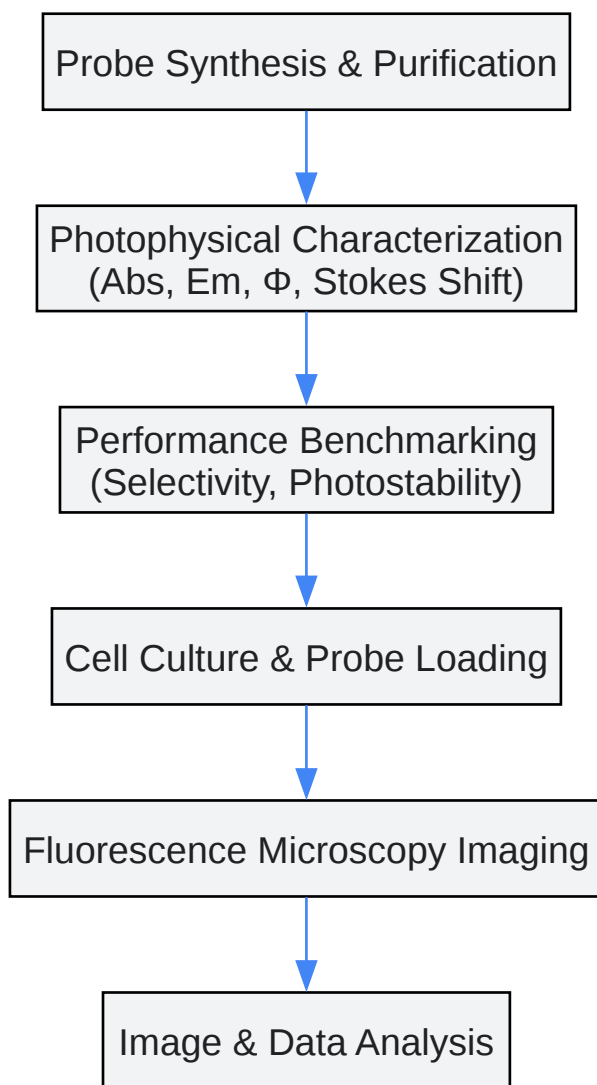 Probe Synthesis & Purification
Photophysical Characterization
(Abs, Em, Φ, Stokes Shift)
Performance Benchmarking
(Selectivity, Photostability)
Cell Culture & Probe Loading
Fluorescence Microscopy Imaging
Image & Data Analysis